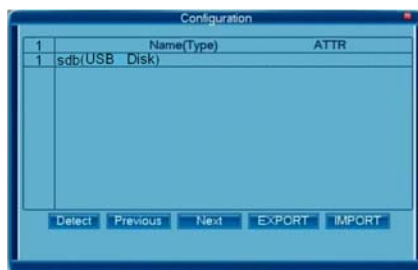 Configuration
1 Name(Type) ATTR
1 sdb(USB Disk)
Detect Previous Next EXPORT IMPORT